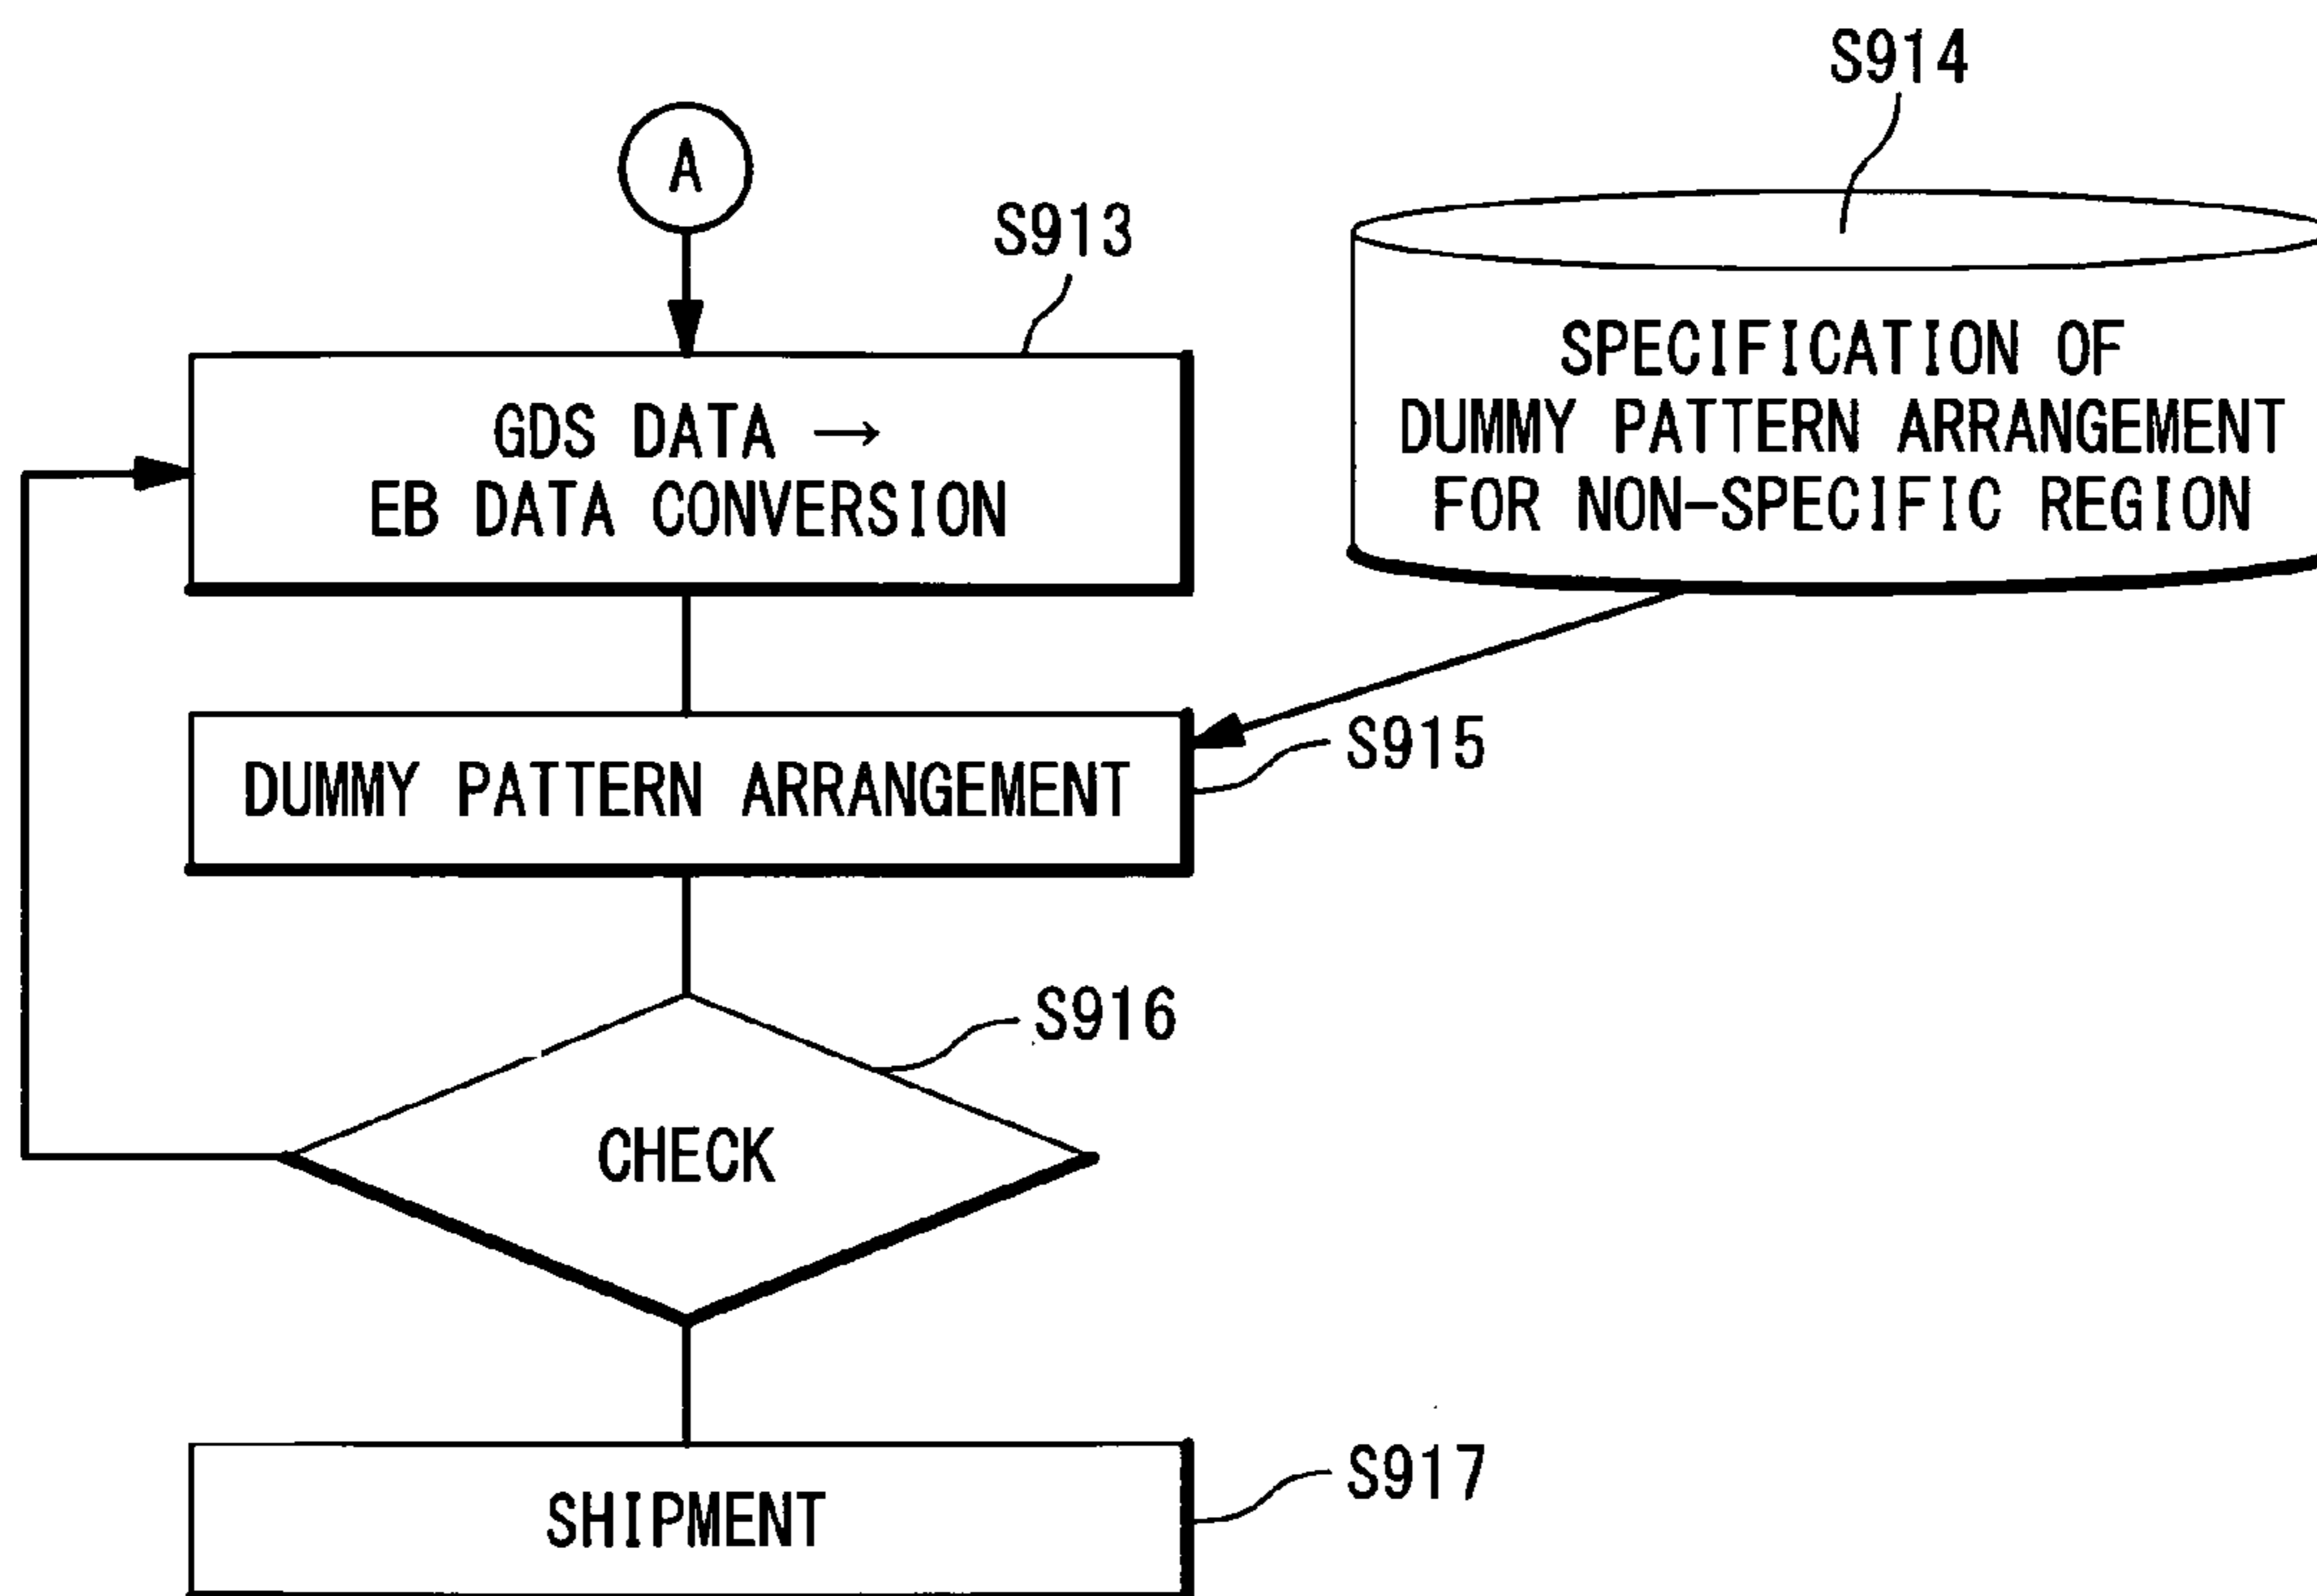 S914
A
S913
GDS DATA →
EB DATA CONVERSION
SPECIFICATION OF
DUMMY PATTERN ARRANGEMENT
FOR NON-SPECIFIC REGION
DUMMY PATTERN ARRANGEMENT
S915
S916
CHECK
SHIPMENT
S917